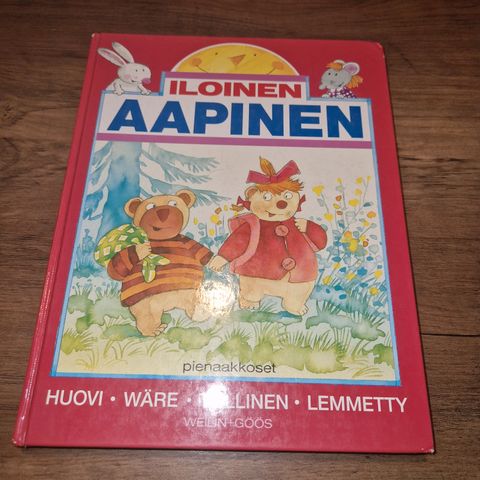 ILOINEN
AAPINEN
pienaakkoset
HUOVI • WÄRE • LEMMETTY
WEILIN+GÖÖS